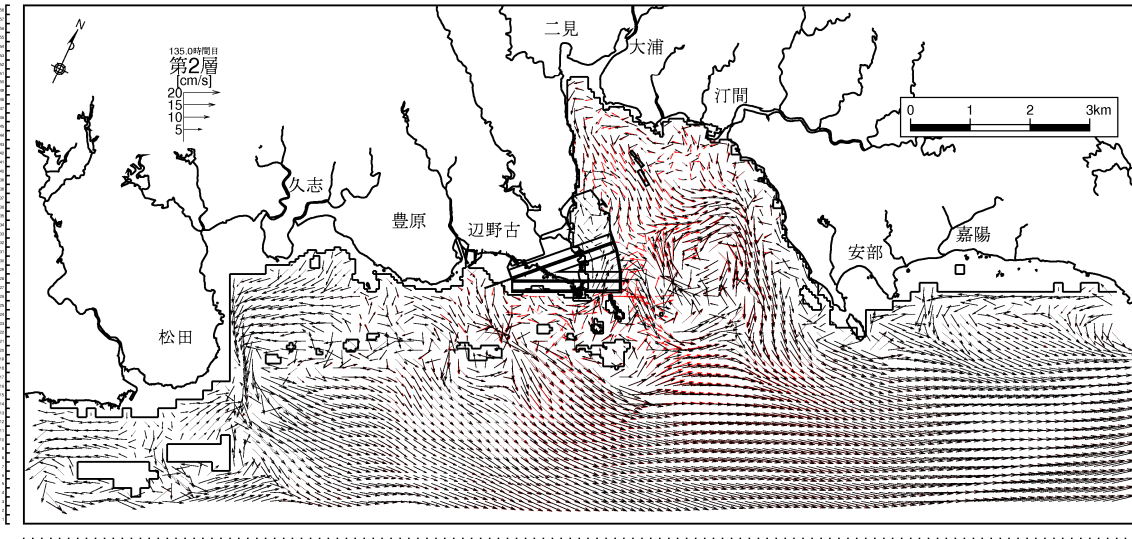 N
135.0時間目
第2層
[cm/s]
20
15
10
5
二見
大浦
汀間
0 1 2 3km
久志
豊原
辺野古
安部
嘉陽
松田